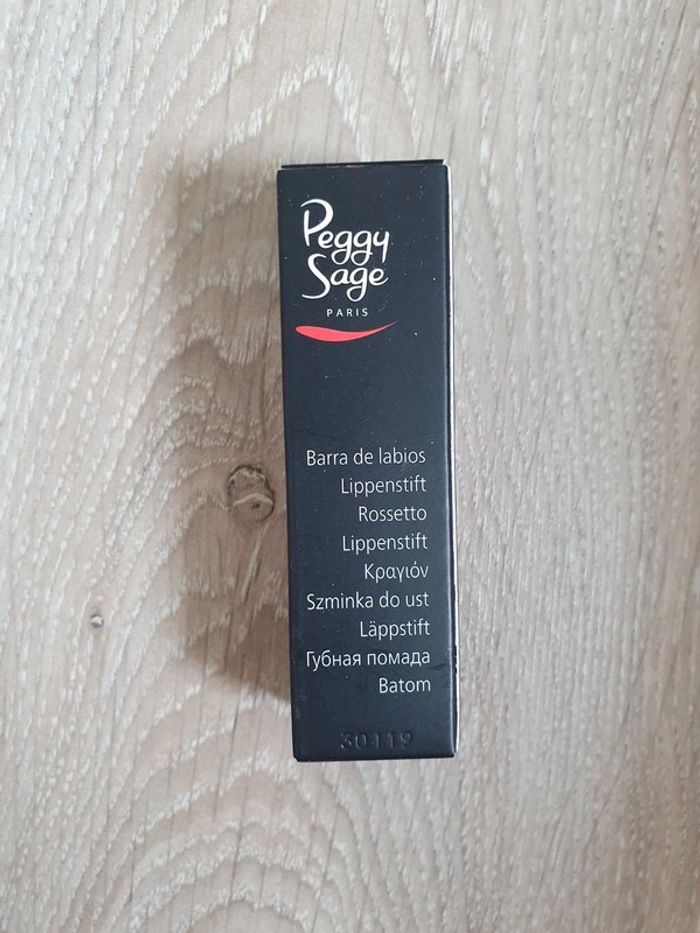 Peggy
Sage
PARIS
Barra de labios
Lippenstift
Rossetto
Lippenstift
Κραγιόν
Szminka do ust
Läppstift
Губная помада
Batom
30119